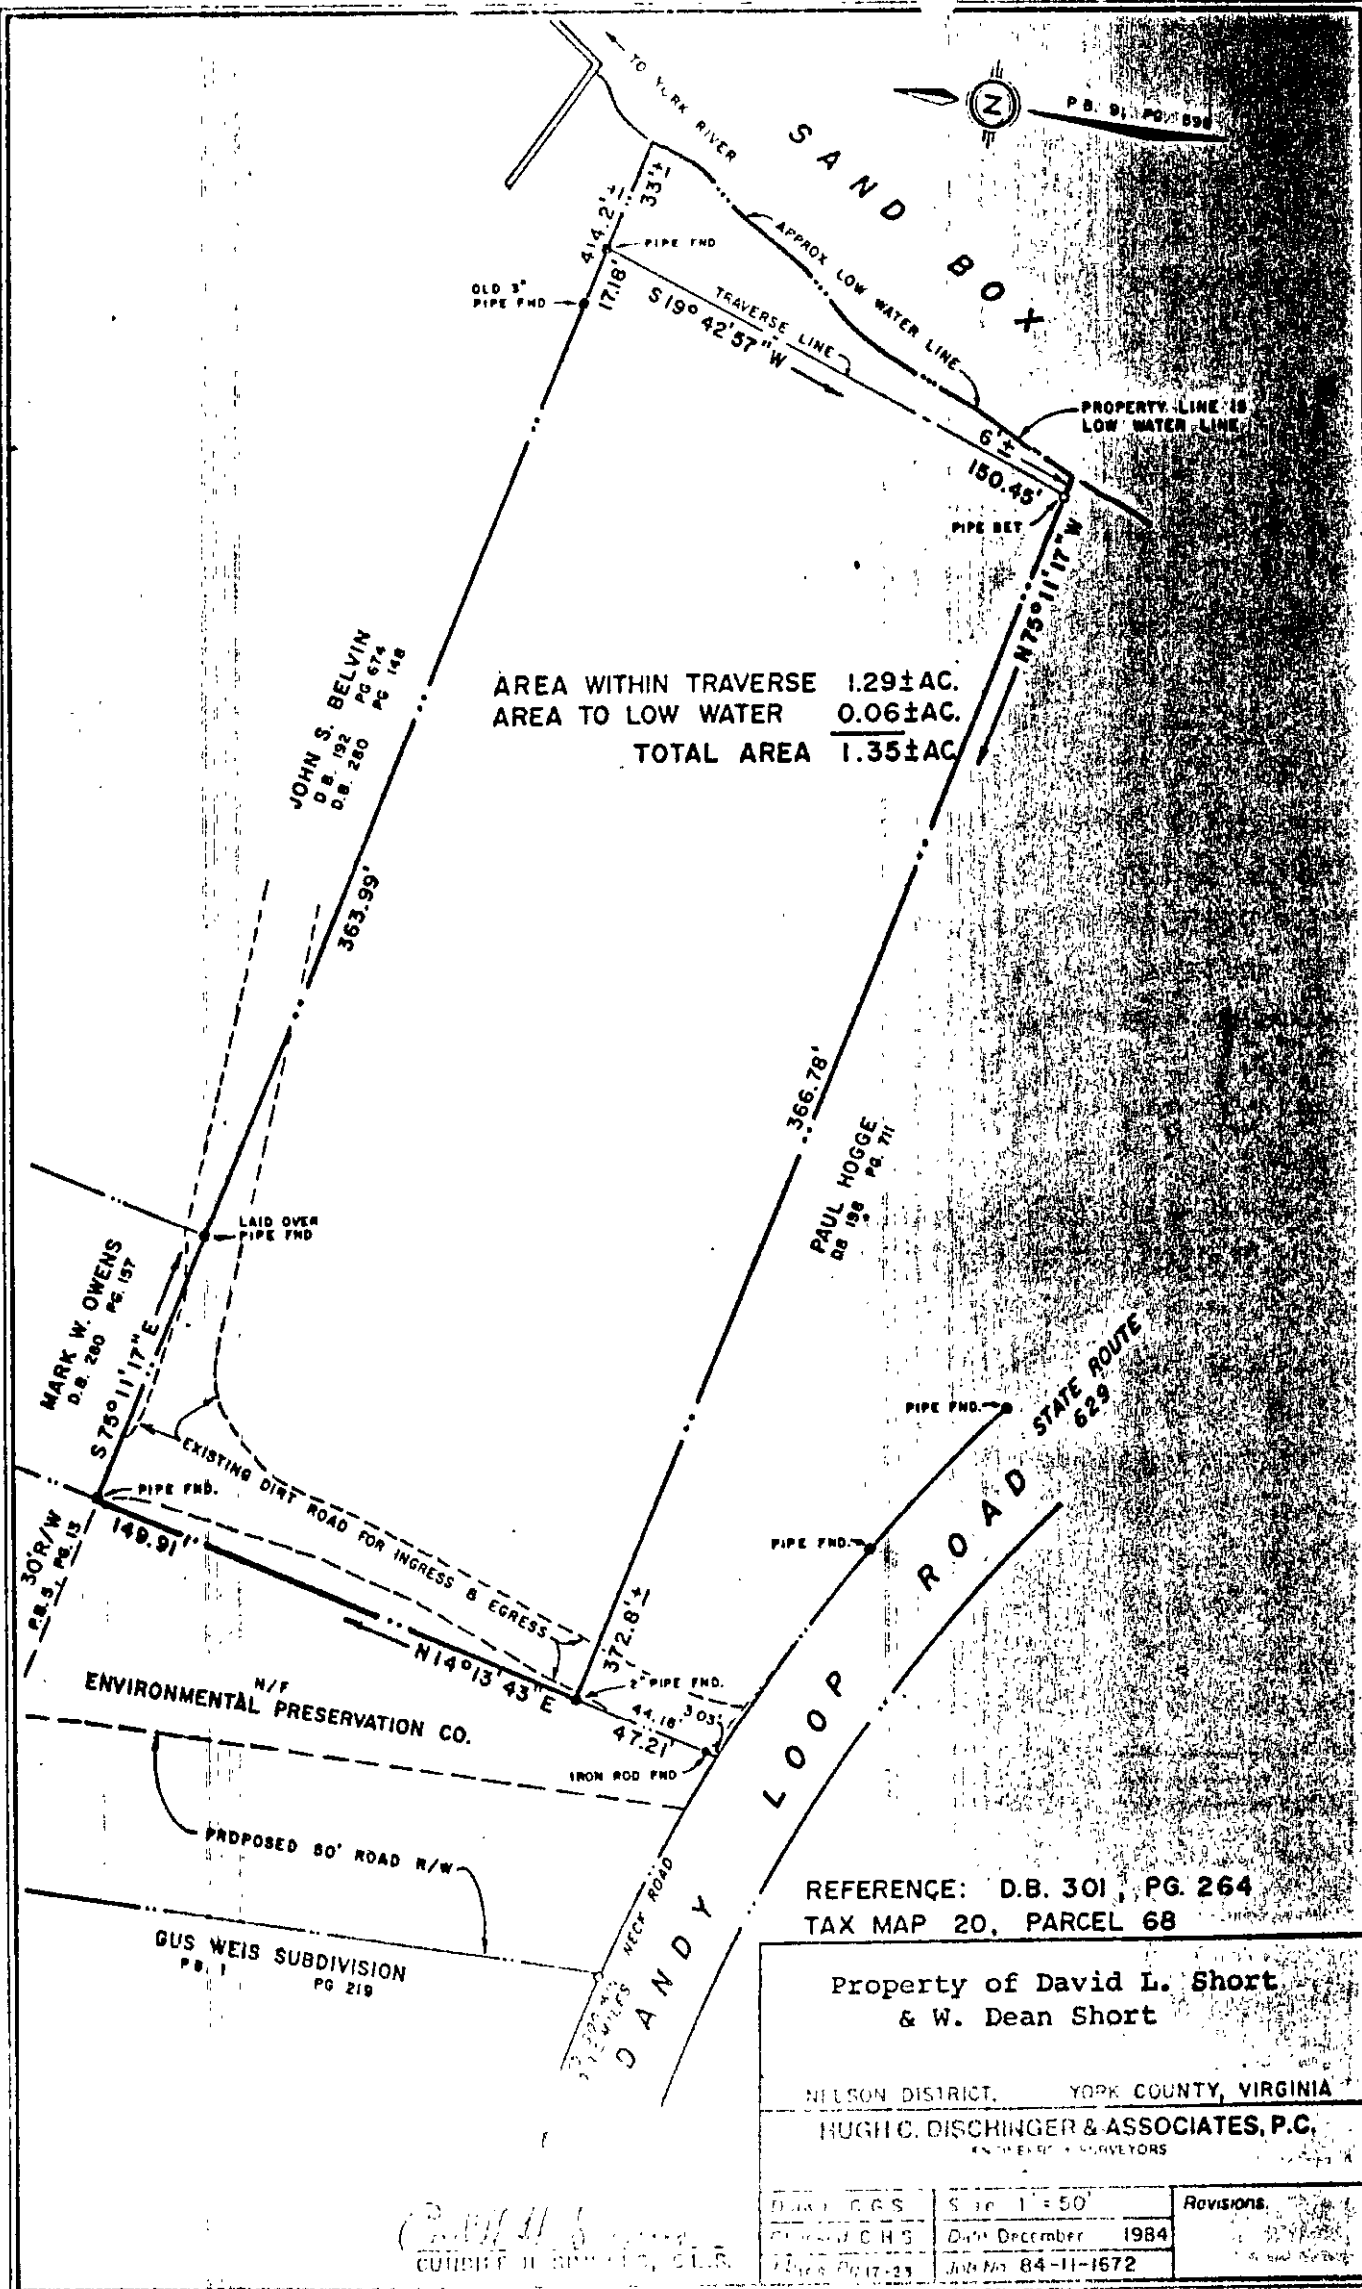 TO YORK RIVER
SAND BOX
N
P.B. 9, PG. 598
414.2'±
33'±
PIPE FND
OLD 3"
PIPE FND
17.18'
TRAVERSE LINE
S 19° 42' 57" W
APPROX LOW WATER LINE
PROPERTY LINE IS
LOW WATER LINE
6'±
150.45'
PIPE SET
N 75° 11' 17" W
AREA WITHIN TRAVERSE 1.29±AC.
AREA TO LOW WATER 0.06±AC.
TOTAL AREA 1.35±AC
JOHN S. BELVIN
D.B. 192 PG 674
D.B. 280 PG 148
363.99'
366.78'
PAUL HOGGE
DB 198 PG. 711
LAID OVER
PIPE FND
MARK W. OWENS
D.B. 280 PG. 157
S 75° 11' 17" E
EXISTING DIRT ROAD FOR INGRESS & EGRESS
PIPE FND.
149.91'
30' R/W
P.B. 5, PG. 13
N 14° 13' 43" E
372.8'±
2" PIPE FND.
44.18'
3.03'
47.21'
IRON ROD FND
PIPE FND.
PIPE FND.
STATE ROUTE
629
DANDY LOOP ROAD
N/F
ENVIRONMENTAL PRESERVATION CO.
PROPOSED 50' ROAD R/W
GUS WEIS SUBDIVISION
P.B. 1 PG 219
NECK ROAD
MILES
REFERENCE: D.B. 301, PG. 264
TAX MAP 20, PARCEL 68
Property of David L. Short
& W. Dean Short
NELSON DISTRICT, YORK COUNTY, VIRGINIA
HUGH C. DISCHINGER & ASSOCIATES, P.C.
ENGINEERS & SURVEYORS
C.G.S. Scale 1" = 50' Revisions.
C H S Date December 1984
17-23 Job No. 84-11-1672